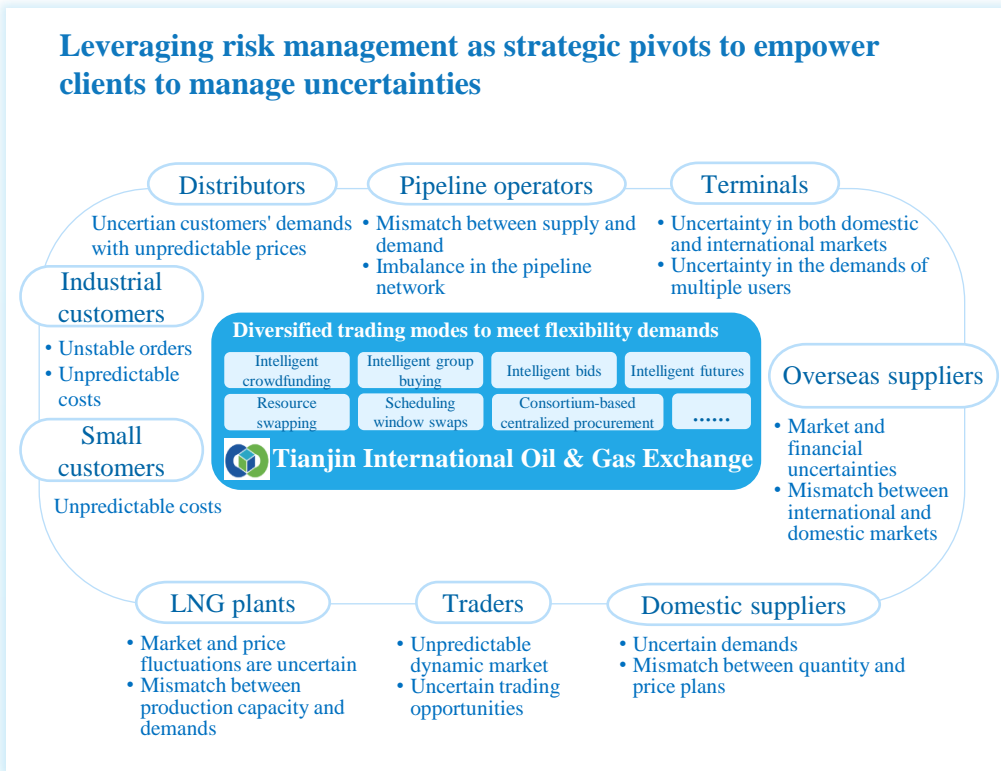 Leveraging risk management as strategic pivots to empower
clients to manage uncertainties
Distributors
Uncertian customers' demands
with unpredictable prices
Pipeline operators
• Mismatch between supply and
demand
• Imbalance in the pipeline
network
Terminals
• Uncertainty in both domestic
and international markets
• Uncertainty in the demands of
multiple users
Industrial
customers
• Unstable orders
• Unpredictable
costs
Small
customers
Unpredictable costs
Diversified trading modes to meet flexibility demands
Intelligent
crowdfunding
Intelligent group
buying
Intelligent bids
Intelligent futures
Resource
swapping
Scheduling
window swaps
Consortium-based
centralized procurement
......
Tianjin International Oil & Gas Exchange
Overseas suppliers
• Market and
financial
uncertainties
• Mismatch between
international and
domestic markets
LNG plants
• Market and price
fluctuations are uncertain
• Mismatch between
production capacity and
demands
Traders
• Unpredictable
dynamic market
• Uncertain trading
opportunities
Domestic suppliers
• Uncertain demands
• Mismatch between quantity and
price plans